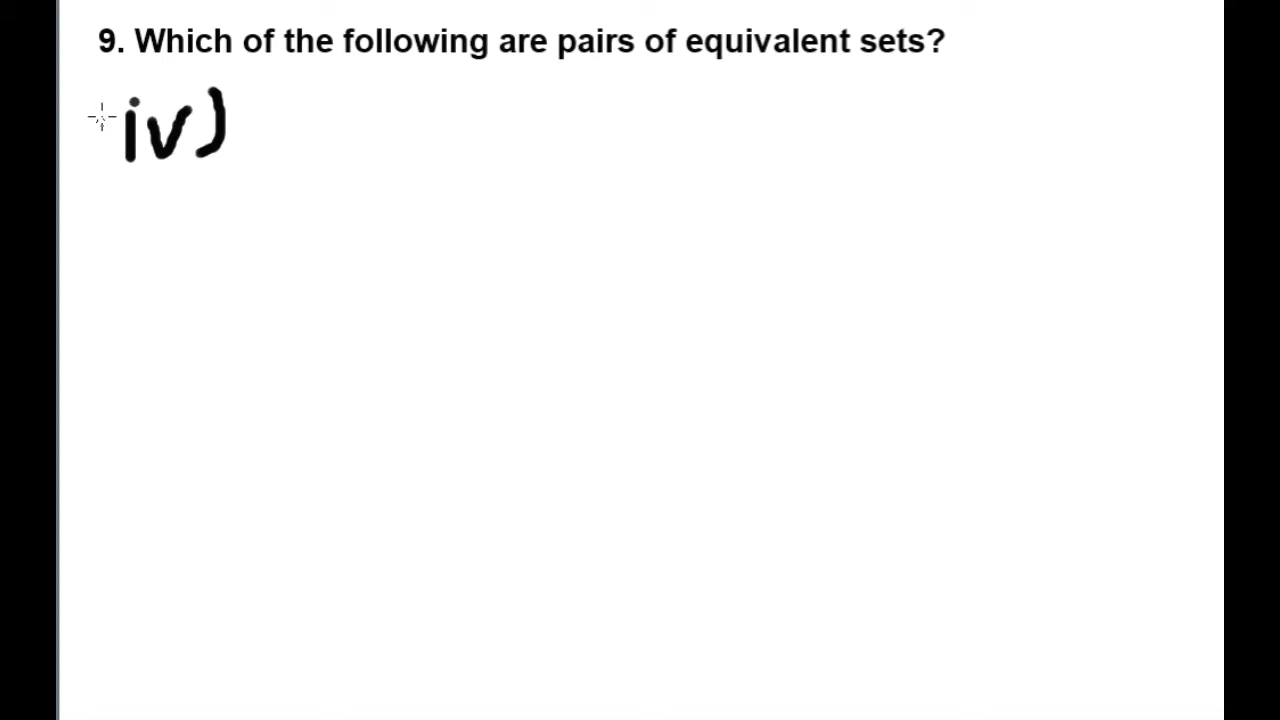 9. Which of the following are pairs of equivalent sets?
iv)